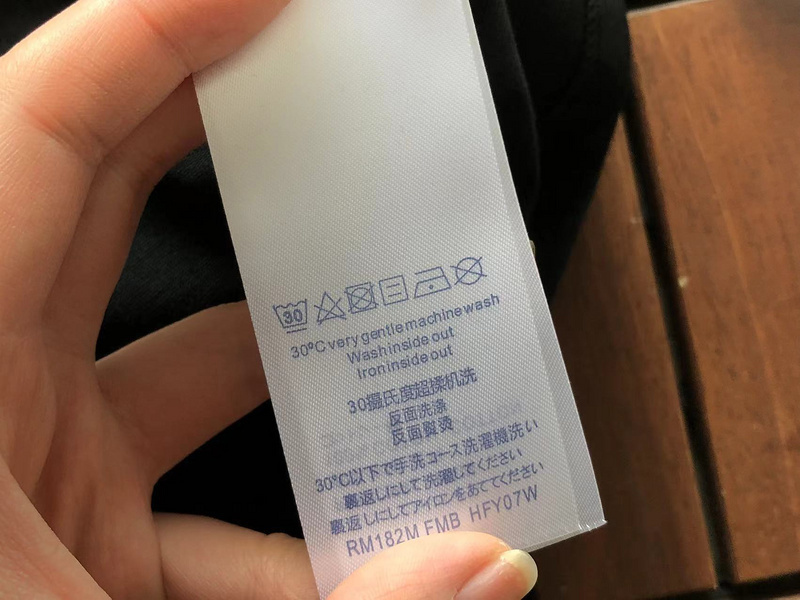 30
30°C very gentle machine wash
Wash inside out
Iron inside out
30攝氏度超揉机洗
反面洗涤
反面熨烫
30°C以下で手洗コース洗濯機洗い
裏返しにして洗濯してください
裏返しにしてアイロンをあててください
RM182M FMB HFY07W